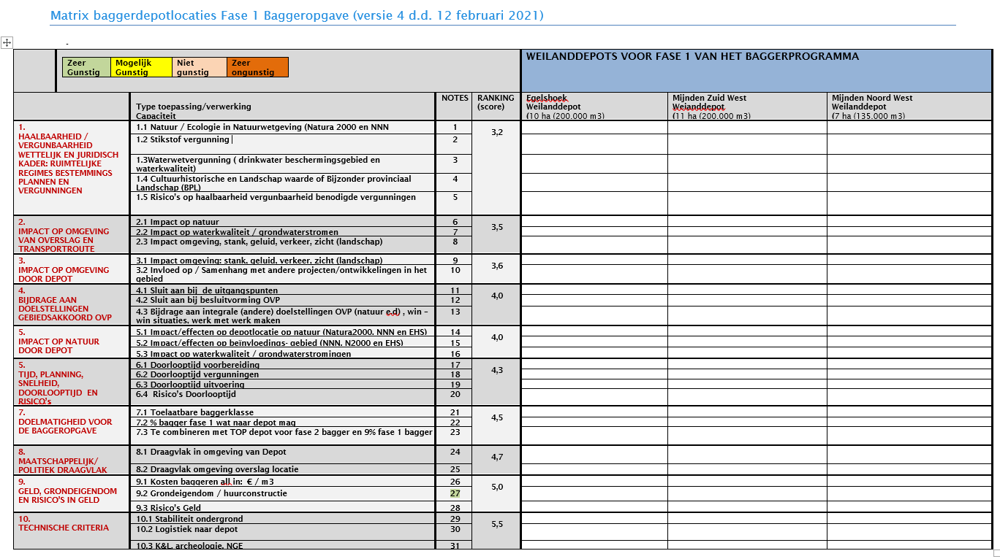 Matrix baggerdepotlocaties Fase 1 Baggeropgave (versie 4 d.d. 12 februari 2021)
-
Zeer Gunstig
Mogelijk Gunstig
Niet gunstig
Zeer ongunstig
WEILANDDEPOTS VOOR FASE 1 VAN HET BAGGERPROGRAMMA
Type toepassing/verwerking
Capaciteit
NOTES
RANKING
(score)
Egelshoek
Weilanddepot
(10 ha (200.000 m3)
Mijnden Zuid West
Weianddepot
(11 ha (200.000 m3)
Mijnden Noord West
Weilanddepot
(7 ha (135.000 m3)
1.
HAALBAARHEID /
VERGUNBAARHEID
WETTELIJK EN JURIDISCH
KADER: RUIMTELIJKE
REGIMES BESTEMMINGS
PLANNEN EN
VERGUNNINGEN
1.1 Natuur / Ecologie in Natuurwetgeving (Natura 2000 en NNN
1
3,2
1.2 Stikstof vergunning
2
1.3Waterwetvergunning ( drinkwater beschermingsgebied en
waterkwaliteit)
3
1.4 Cultuurhistorische en Landschap waarde of Bijzonder provinciaal
Landschap (BPL)
4
1.5 Risico's op haalbaarheid vergunbaarheid benodigde vergunningen
5
2.
IMPACT OP OMGEVING
VAN OVERSLAG EN
TRANSPORTROUTE
2.1 Impact op natuur
6
3,5
2.2 Impact op waterkwaliteit / grondwaterstromen
7
2.3 Impact omgeving, stank, geluid, verkeer, zicht (landschap)
8
3.
IMPACT OP OMGEVING
DOOR DEPOT
3.1 Impact omgeving: stank, geluid, verkeer, zicht (landschap)
9
3,6
3.2 Invloed op / Samenhang met andere projecten/ontwikkelingen in het
gebied
10
4.
BIJDRAGE AAN
DOELSTELLINGEN
GEBIEDSAKKOORD OVP
4.1 Sluit aan bij de uitgangspunten
11
4,0
4.2 Sluit aan bij besluitvorming OVP
12
4.3 Bijdrage aan integrale (andere) doelstellingen OVP (natuur e.d) , win –
win situaties, werk met werk maken
13
5.
IMPACT OP NATUUR
DOOR DEPOT
5.1 Impact/effecten op depotlocatie op natuur (Natura2000, NNN en EHS)
14
4,0
5.2 Impact/effecten op beïnvloedings- gebied (NNN, N2000 en EHS)
15
5.3 Impact op waterkwaliteit / grondwaterstromingen
16
5.
TIJD, PLANNING,
SNELHEID,
DOORLOOPTIJD EN
RISICO's
6.1 Doorlooptijd voorbereiding
17
4,3
6.2 Doorlooptijd vergunningen
18
6.3 Doorlooptijd uitvoering
19
6.4 Risico's Doorlooptijd
20
7.
DOELMATIGHEID VOOR
DE BAGGEROPGAVE
7.1 Toelaatbare baggerklasse
21
4,5
7.2 % bagger fase 1 wat naar depot mag
22
7.3 Te combineren met TOP depot voor fase 2 bagger en 9% fase 1 bagger
23
8.
MAATSCHAPPELIJK/
POLITIEK DRAAGVLAK
8.1 Draagvlak in omgeving van Depot
24
4,7
8.2 Draagvlak omgeving overslag locatie
25
9.
GELD, GRONDEIGENDOM
EN RISICO'S IN GELD
9.1 Kosten baggeren all in: € / m3
26
5,0
9.2 Grondeigendom / huurconstructie
27
9.3 Risico's Geld
28
10.
TECHNISCHE CRITERIA
10.1 Stabiliteit ondergrond
29
5,5
10.2 Logistiek naar depot
30
10.3 K&L, archeologie, NGE
31